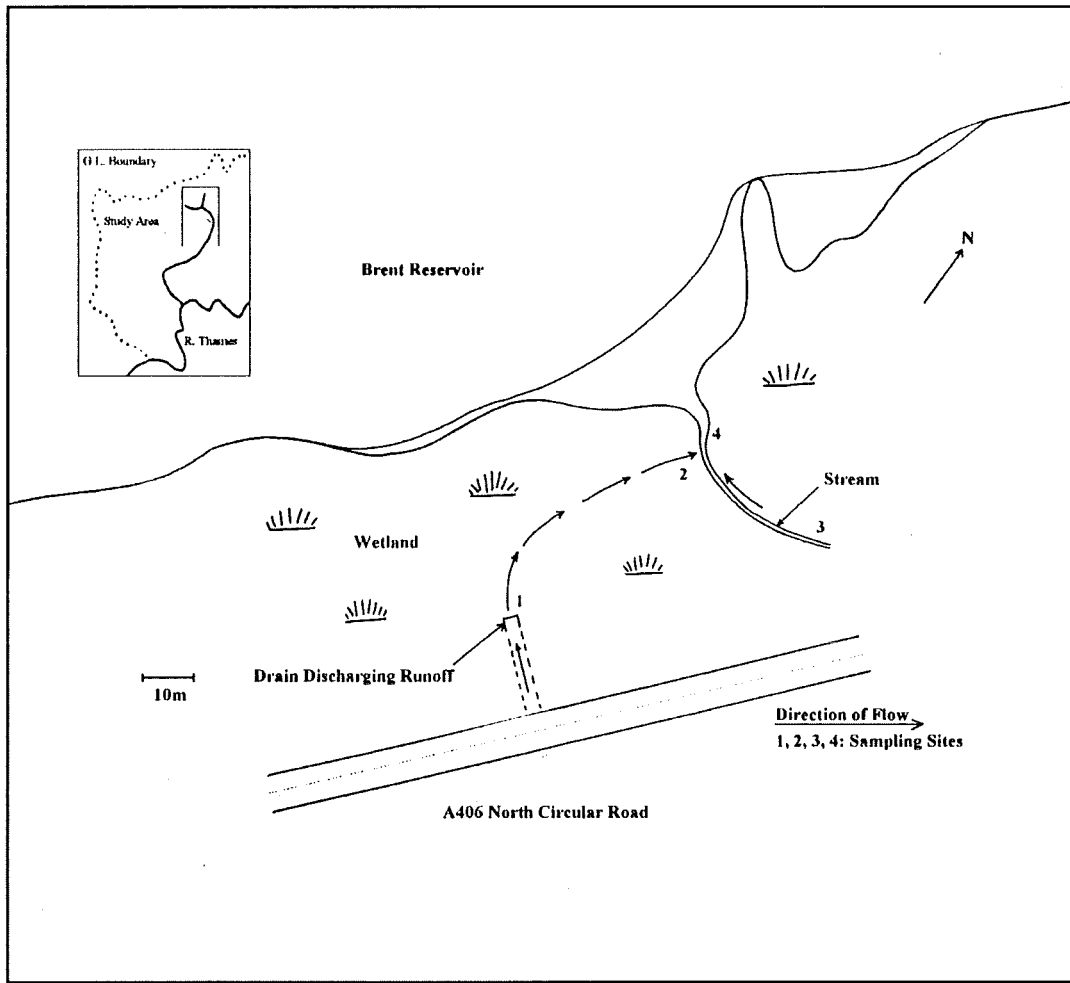 G.L. Boundary
Study Area
R. Thames
Brent Reservoir
N
4
2
Stream
3
Wetland
1
Drain Discharging Runoff
10m
Direction of Flow
1, 2, 3, 4: Sampling Sites
A406 North Circular Road